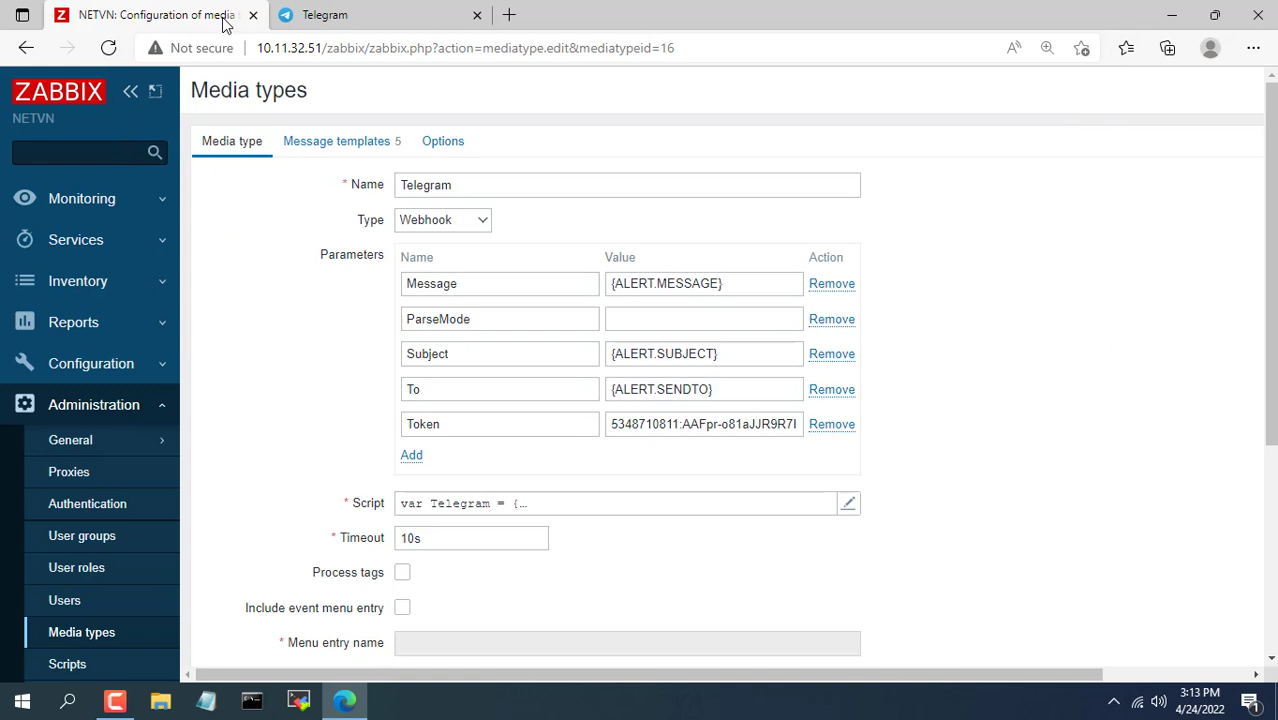 NETVN: Configuration of media
Telegram
Not secure
10.11.32.51/zabbix/zabbix.php?action=mediatype.edit&mediatypeid=16
ZABBIX
NETVN
Monitoring
Services
Inventory
Reports
Configuration
Administration
General
Proxies
Authentication
User groups
User roles
Users
Media types
Scripts
Media types
Media type
Message templates 5
Options
* Name
Telegram
Type
Webhook
Parameters
Name Value Action
Message {ALERT.MESSAGE} Remove
ParseMode Remove
Subject {ALERT.SUBJECT} Remove
To {ALERT.SENDTO} Remove
Token 5348710811:AAFpr-o81aJJR9R7I Remove
Add
* Script
var Telegram = {…
* Timeout
10s
Process tags
Include event menu entry
* Menu entry name
3:13 PM
4/24/2022
1